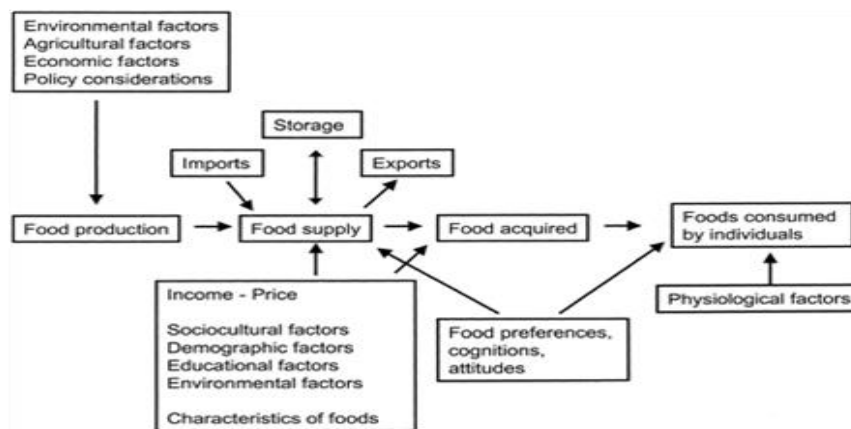 Environmental factors
Agricultural factors
Economic factors
Policy considerations
Storage
Imports
Exports
Food production
Food supply
Food acquired
Foods consumed
by individuals
Income - Price
Sociocultural factors
Demographic factors
Educational factors
Environmental factors
Characteristics of foods
Food preferences,
cognitions,
attitudes
Physiological factors